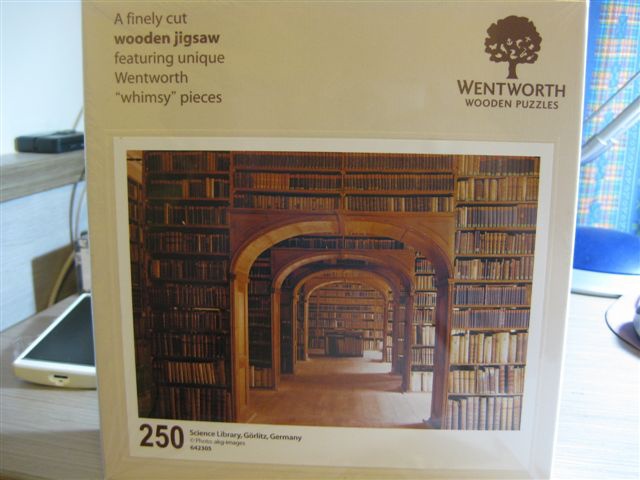 A finely cut
wooden jigsaw
featuring unique
Wentworth
“whimsy” pieces
WENTWORTH
WOODEN PUZZLES
250
Science Library, Görlitz, Germany
© Photo: akg-images
642305